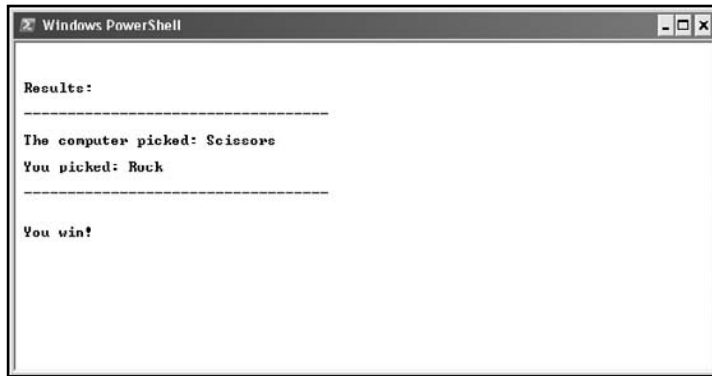 Windows PowerShell
Results:
-----------------------------------
The computer picked: Scissors
You picked: Rock
-----------------------------------
You win!